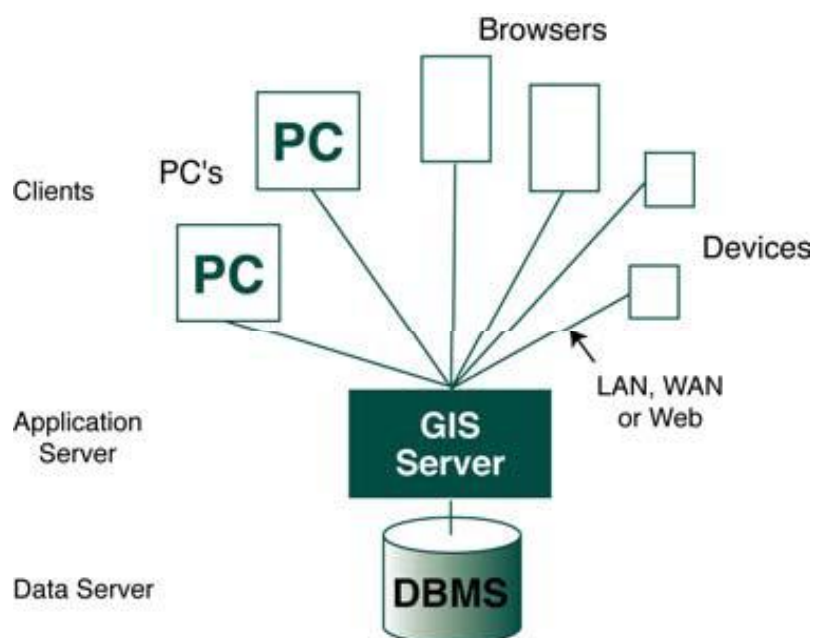 Browsers
PC
PC's
Clients
PC
Devices
LAN, WAN
or Web
Application
Server
GIS
Server
Data Server
DBMS